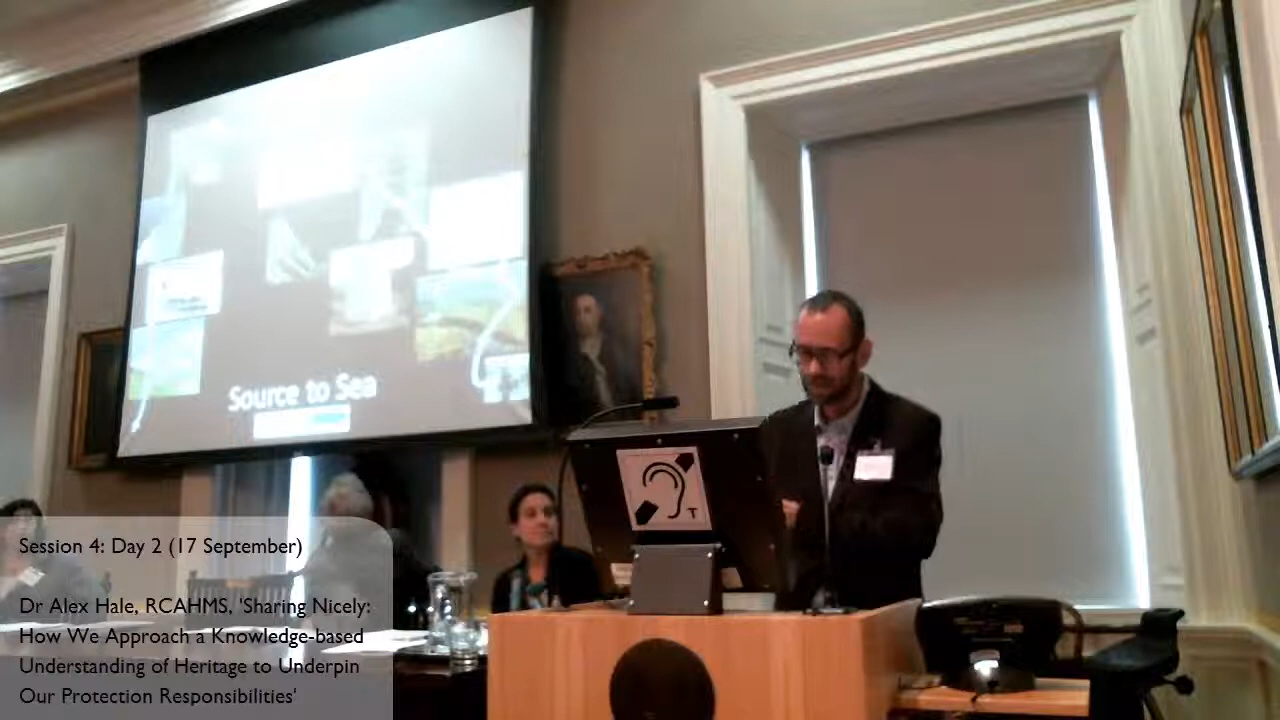 Source to Sea
T
Session 4: Day 2 (17 September)
Dr Alex Hale, RCAHMS, 'Sharing Nicely:
How We Approach a Knowledge-based
Understanding of Heritage to Underpin
Our Protection Responsibilities'